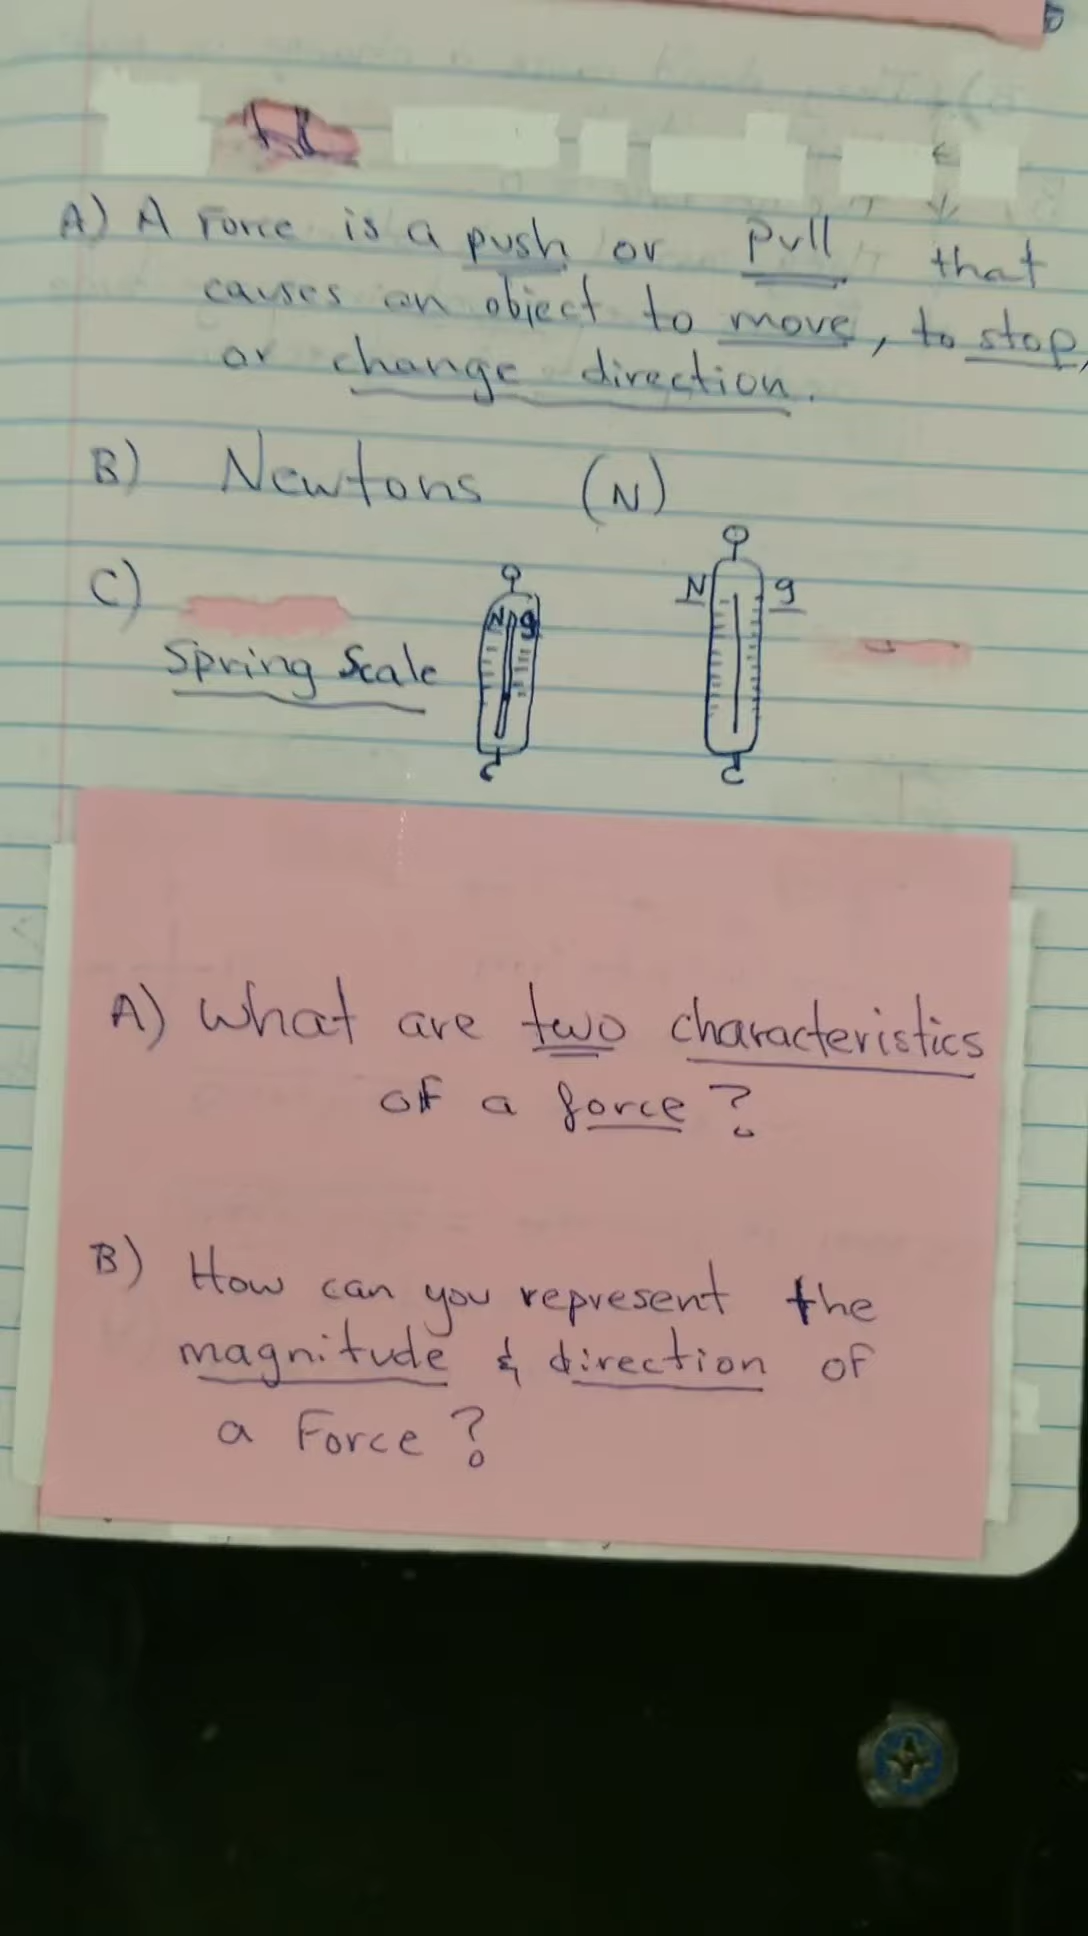 A) A Force is a push or pull that
causes an object to move, to stop,
or change direction.
B) Newtons (N)
C)
Spring Scale
N g
N g
A) What are two characteristics
of a force?
B) How can you represent the
magnitude & direction of
a Force?